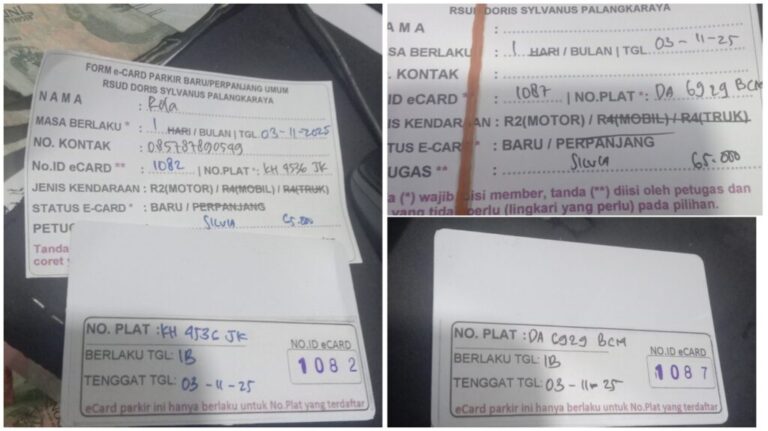 FORM e-CARD PARKIR BARU/PERPANJANG UMUM
RSUD DORIS SYLVANUS PALANGKARAYA
NAMA : Rela
MASA BERLAKU * : 1 HARI / BULAN | TGL 03-11-2025
NO. KONTAK : 085787890599
No.ID eCARD ** : 1082 | NO.PLAT * : KH 4536 JK
JENIS KENDARAAN : R2(MOTOR) / R4(MOBIL) / R4(TRUK)
STATUS E-CARD * : BARU / PERPANJANG
PETUG SILVIA 65.000
Tanda
coret
NO. PLAT : KH 4536 JK
BERLAKU TGL: 1B
TENGGAT TGL: 03 - 11 - 25
NO.ID eCARD
1082
eCard parkir ini hanya berlaku untuk No.Plat yang terdaftar
RSUD DORIS SYLVANUS PALANGKARAYA
AMA :
ASA BERLAKU : 1 HARI / BULAN | TGL 03-11-25
. KONTAK :
ID eCARD ** : 1087 | NO.PLAT * : DA 6929 BCM
IS KENDARAAN : R2(MOTOR) / R4(MOBIL) / R4(TRUK)
TUS E-CARD * : BARU / PERPANJANG
UGAS ** : SILVIA 65.000
a (*) wajib diisi member, tanda (**) diisi oleh petugas dan
yang tidak perlu (lingkari yang perlu) pada pilihan.
NO. PLAT : DA 6929 BCM
BERLAKU TGL: 1B
TENGGAT TGL: 03 - 11 - 25
NO.ID eCARD
1087
eCard parkir ini hanya berlaku untuk No.Plat yang terdaftar